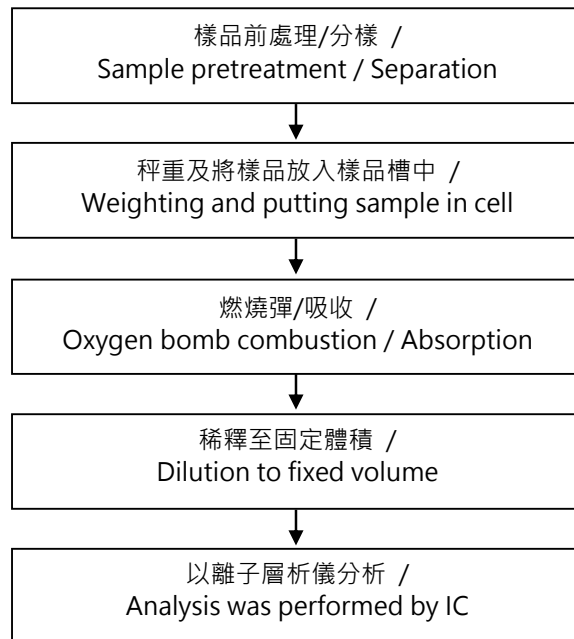 樣品前處理/分樣 /
Sample pretreatment / Separation
秤重及將樣品放入樣品槽中 /
Weighting and putting sample in cell
燃燒彈/吸收 /
Oxygen bomb combustion / Absorption
稀釋至固定體積 /
Dilution to fixed volume
以離子層析儀分析 /
Analysis was performed by IC